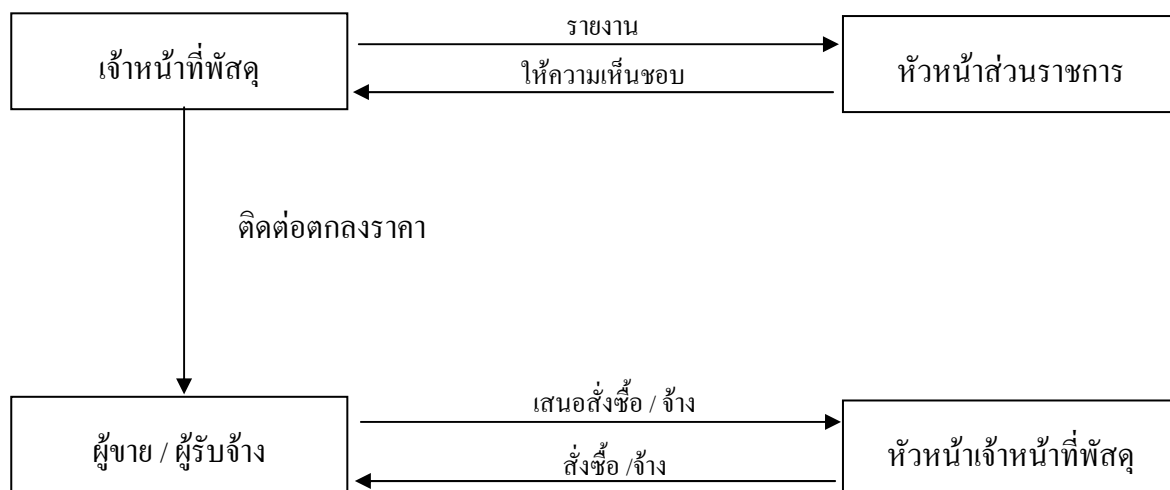 รายงาน
เจ้าหน้าที่พัสดุ
หัวหน้าส่วนราชการ
ให้ความเห็นชอบ
ติดต่อตกลงราคา
เสนอสั่งซื้อ / จ้าง
ผู้ขาย / ผู้รับจ้าง
หัวหน้าเจ้าหน้าที่พัสดุ
สั่งซื้อ /จ้าง